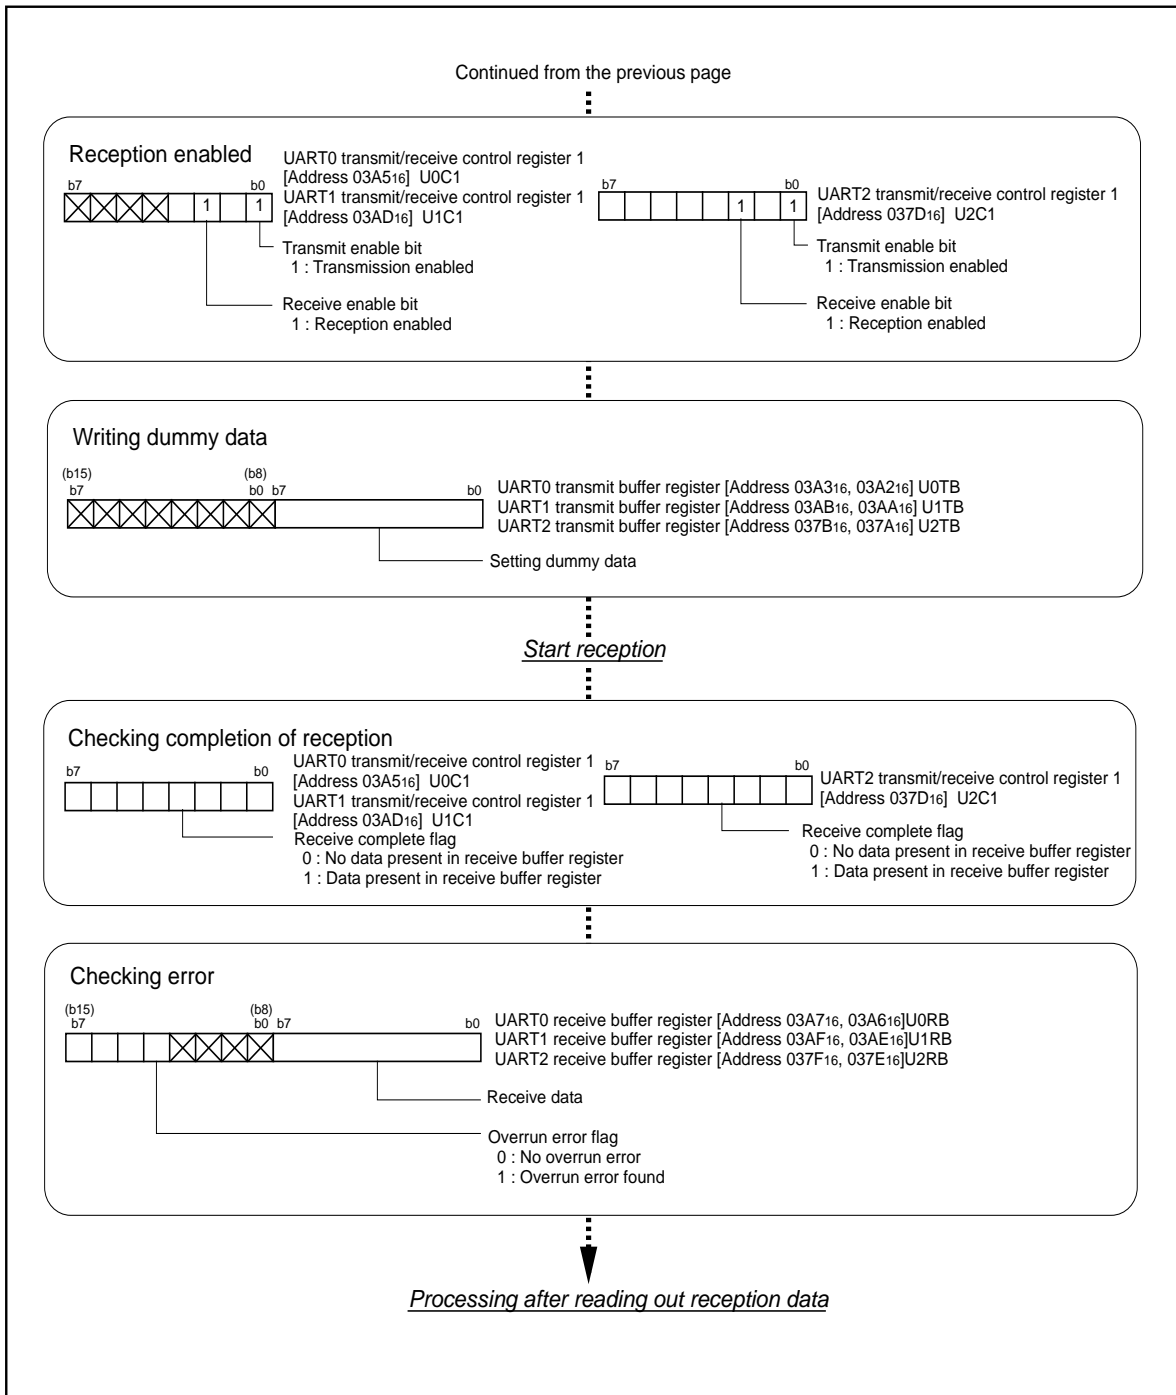 Continued from the previous page
Reception enabled
b7 b0
1 1
UART0 transmit/receive control register 1
[Address 03A516] U0C1
UART1 transmit/receive control register 1
[Address 03AD16] U1C1
Transmit enable bit
1 : Transmission enabled
Receive enable bit
1 : Reception enabled
b7 b0
1 1
UART2 transmit/receive control register 1
[Address 037D16] U2C1
Transmit enable bit
1 : Transmission enabled
Receive enable bit
1 : Reception enabled
Writing dummy data
(b15) (b8)
b7 b0 b7 b0
UART0 transmit buffer register [Address 03A316, 03A216] U0TB
UART1 transmit buffer register [Address 03AB16, 03AA16] U1TB
UART2 transmit buffer register [Address 037B16, 037A16] U2TB
Setting dummy data
Start reception
Checking completion of reception
b7 b0
UART0 transmit/receive control register 1
[Address 03A516] U0C1
UART1 transmit/receive control register 1
[Address 03AD16] U1C1
Receive complete flag
0 : No data present in receive buffer register
1 : Data present in receive buffer register
b7 b0
UART2 transmit/receive control register 1
[Address 037D16] U2C1
Receive complete flag
0 : No data present in receive buffer register
1 : Data present in receive buffer register
Checking error
(b15) (b8)
b7 b0 b7 b0
UART0 receive buffer register [Address 03A716, 03A616]U0RB
UART1 receive buffer register [Address 03AF16, 03AE16]U1RB
UART2 receive buffer register [Address 037F16, 037E16]U2RB
Receive data
Overrun error flag
0 : No overrun error
1 : Overrun error found
Processing after reading out reception data